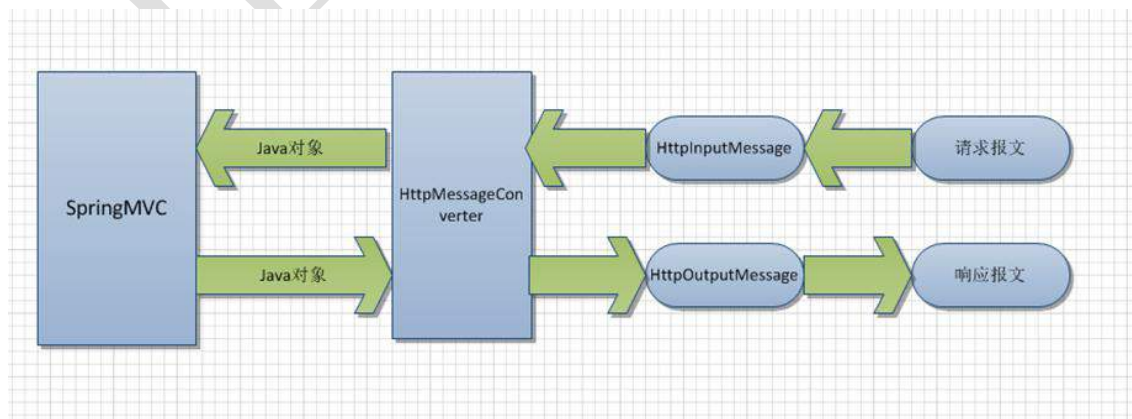 Java对象
HttpInputMessage
请求报文
SpringMVC
HttpMessageCon
verter
Java对象
HttpOutputMessage
响应报文